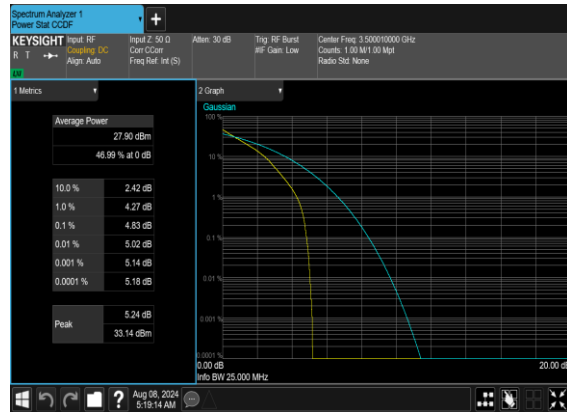 Spectrum Analyzer 1
Power Stat CCDF
KEYSIGHT
R T
LV
Input: RF
Coupling: DC
Align: Auto
Input Z: 50 Ω
Corr CCorr
Freq Ref: Int (S)
Atten: 30 dB
Trig: RF Burst
#IF Gain: Low
Center Freq: 3.500010000 GHz
Counts: 1.00 M/1.00 Mpt
Radio Std: None
1 Metrics
Average Power
27.90 dBm
46.99 % at 0 dB
10.0 % 2.42 dB
1.0 % 4.27 dB
0.1 % 4.83 dB
0.01 % 5.02 dB
0.001 % 5.14 dB
0.0001 % 5.18 dB
Peak 5.24 dB
33.14 dBm
2 Graph
Gaussian
100 %
10 %
1 %
0.1 %
0.01 %
0.001 %
0.0001 %
0.00 dB
20.00 dB
Info BW 25.000 MHz
?
Aug 08, 2024
5:19:14 AM